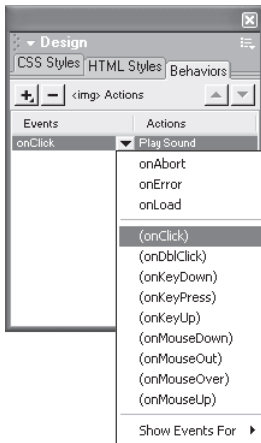 Design
CSS Styles HTML Styles Behaviors
<img> Actions
Events Actions
onClick Play Sound
onAbort
onError
onLoad
(onClick)
(onDblClick)
(onKeyDown)
(onKeyPress)
(onKeyUp)
(onMouseDown)
(onMouseOut)
(onMouseOver)
(onMouseUp)
Show Events For